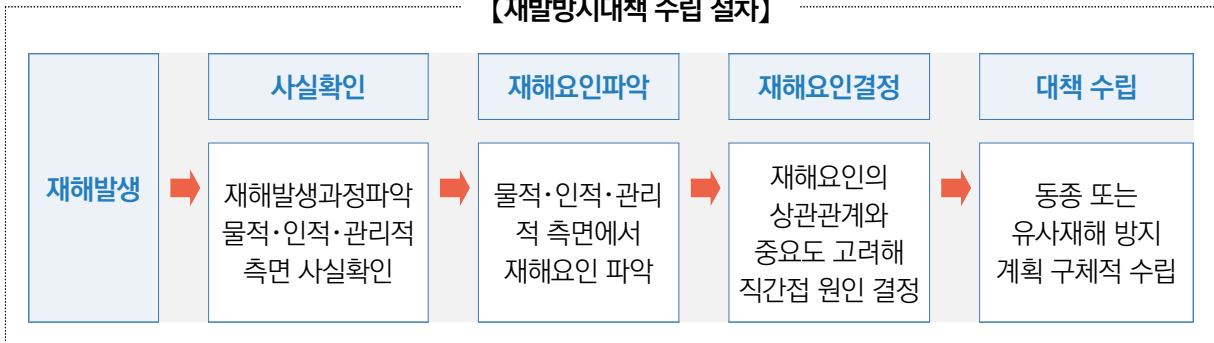 【재발방지대책 수립 절차】
재해발생
사실확인
재해발생과정파악
물적·인적·관리적
측면 사실확인
재해요인파악
물적·인적·관리
적 측면에서
재해요인 파악
재해요인결정
재해요인의
상관관계와
중요도 고려해
직간접 원인 결정
대책 수립
동종 또는
유사재해 방지
계획 구체적 수립